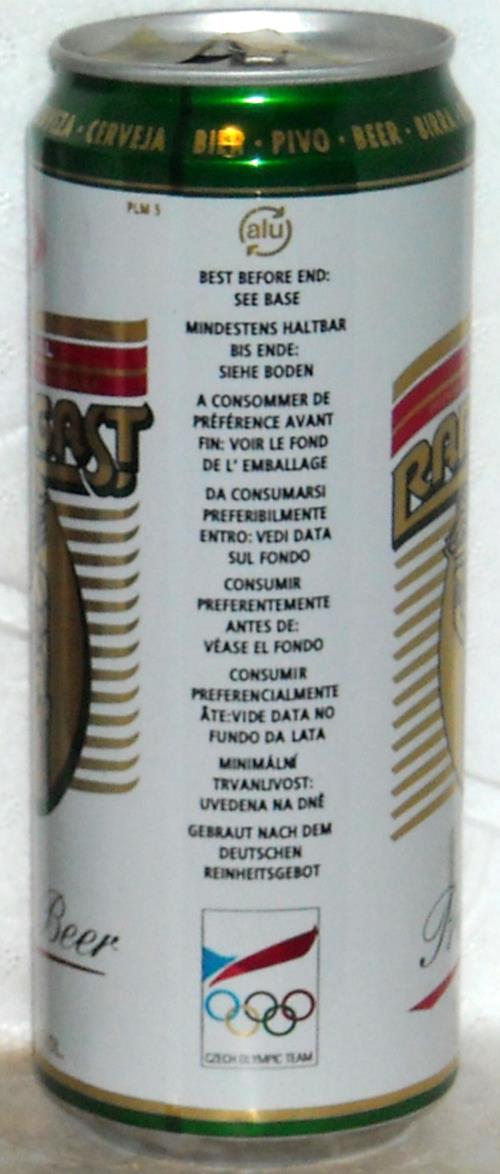 CERVEJA · BIER · PIVO · BEER · BIRRA
PLM 5
alu
BEST BEFORE END:
SEE BASE
MINDESTENS HALTBAR
BIS ENDE:
SIEHE BODEN
A CONSOMMER DE
PRÉFÉRENCE AVANT
FIN: VOIR LE FOND
DE L' EMBALLAGE
DA CONSUMARSI
PREFERIBILMENTE
ENTRO: VEDI DATA
SUL FONDO
CONSUMIR
PREFERENTEMENTE
ANTES DE:
VÉASE EL FONDO
CONSUMIR
PREFERENCIALMENTE
ÂTE:VIDE DATA NO
FUNDO DA LATA
MINIMÁLNÍ
TRVANLIVOST:
UVEDENA NA DNĚ
GEBRAUT NACH DEM
DEUTSCHEN
REINHEITSGEBOT
CZECH OLYMPIC TEAM
Beer